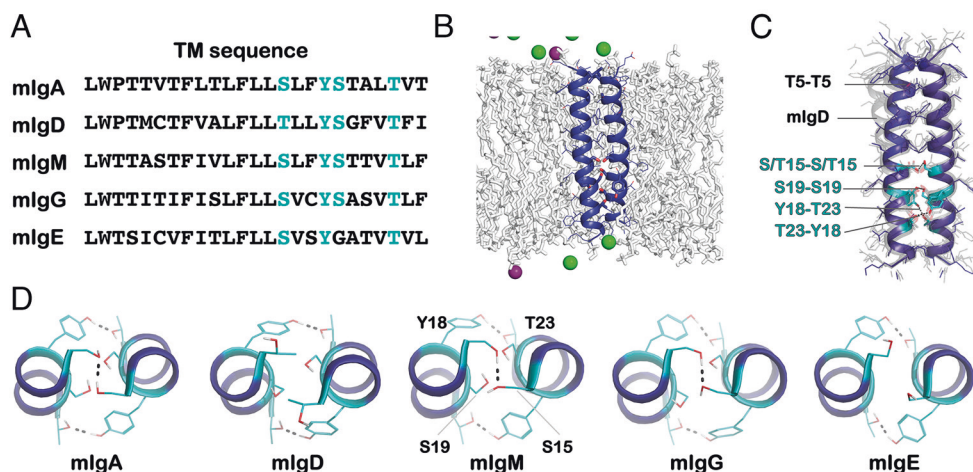 A
TM sequence
mIgA LWPTTVTFLTLFLLSLFYSTALTVT
mIgD LWPTMCTFVALFLLTLLYSGFVTFI
mIgM LWTTASTFIVLFLLSLFYSTTVTLF
mIgG LWTTITIFISLFLLSVCYSASVTLF
mIgE LWTSICVFITLFLLSVSYGATVTVL
B
C
T5-T5
mIgD
S/T15-S/T15
S19-S19
Y18-T23
T23-Y18
D
Y18 T23
S19 S15
mIgA mIgD mIgM mIgG mIgE